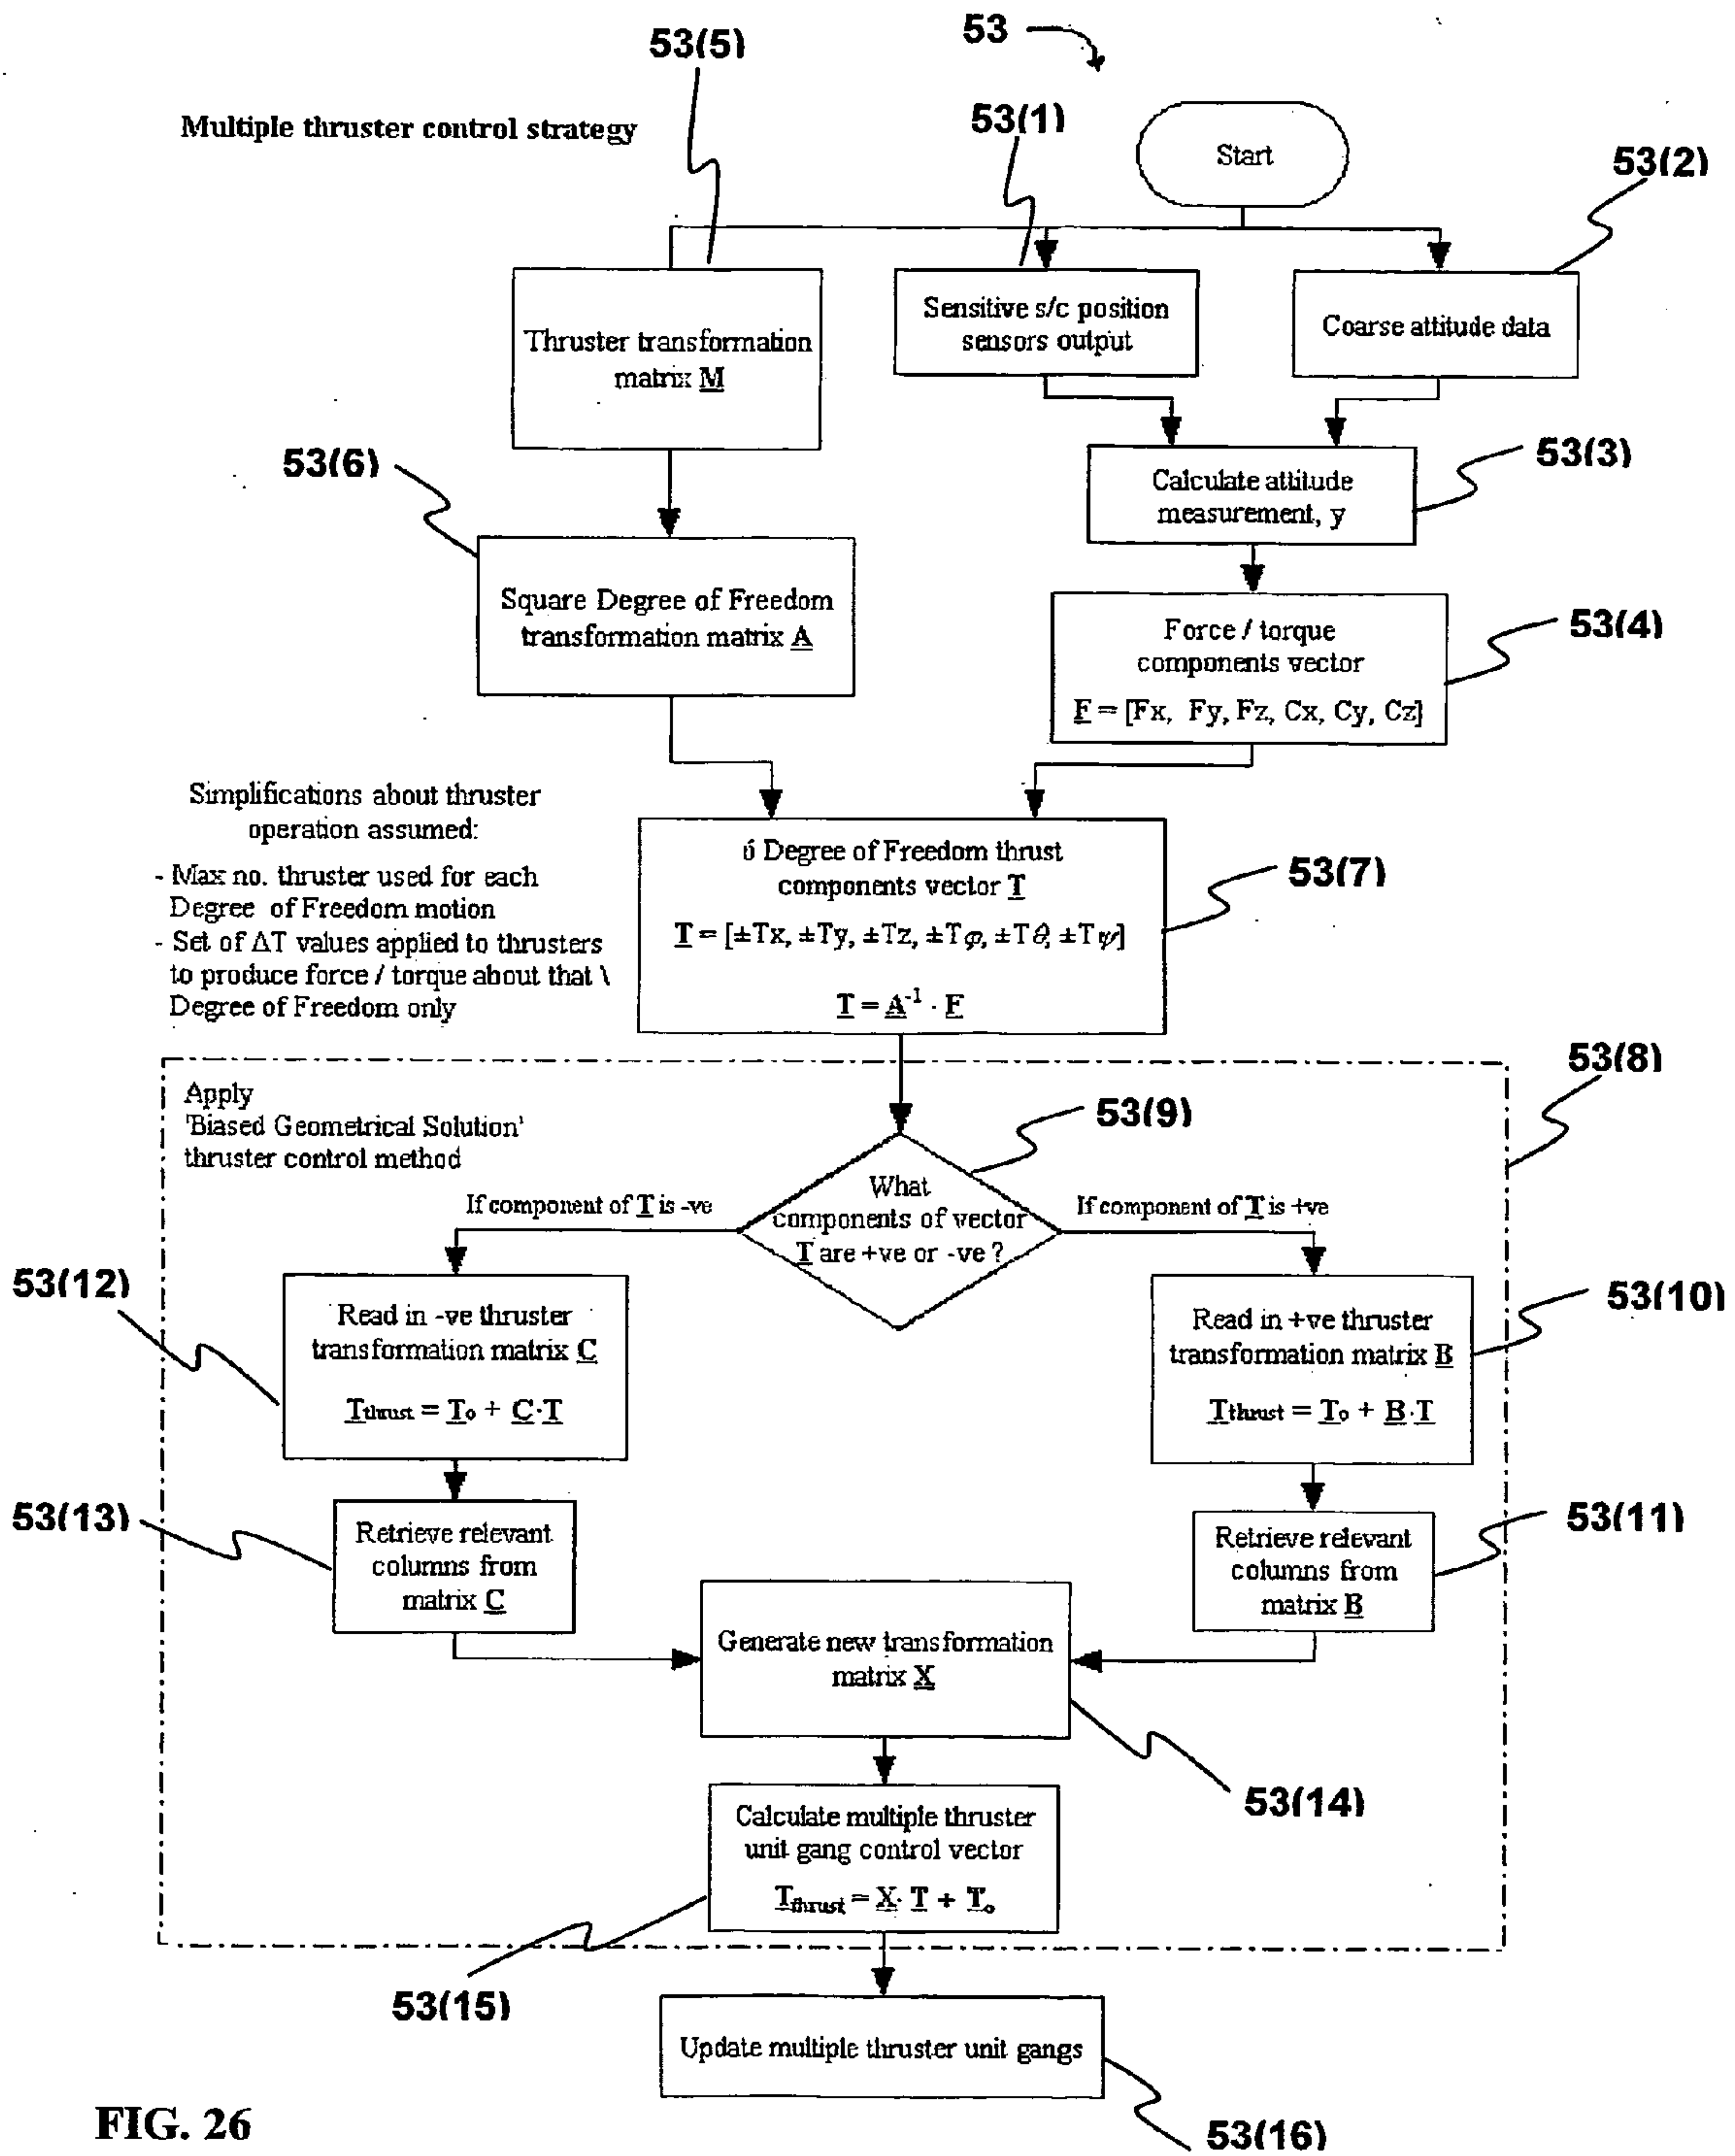 53(5)
53
Multiple thruster control strategy
53(1)
Start
53(2)
Thruster transformation
matrix M
Sensitive s/c position
sensors output
Coarse attitude data
53(6)
53(3)
Calculate attitude
measurement, y
Square Degree of Freedom
transformation matrix A
53(4)
Force / torque
components vector
F = [Fx, Fy, Fz, Cx, Cy, Cz]
Simplifications about thruster
operation assumed:
- Max no. thruster used for each
Degree of Freedom motion
- Set of ΔT values applied to thrusters
to produce force / torque about that \
Degree of Freedom only
6 Degree of Freedom thrust
components vector T
T = [±Tx, ±Ty, ±Tz, ±Tφ, ±Tθ, ±Tψ]
T = A⁻¹ · F
53(7)
53(8)
Apply
'Biased Geometrical Solution'
thruster control method
53(9)
What
components of vector
T are +ve or -ve ?
If component of T is -ve
If component of T is +ve
53(12)
Read in -ve thruster
transformation matrix C
Tthrust = To + C·T
53(10)
Read in +ve thruster
transformation matrix B
Tthrust = To + B·T
53(13)
Retrieve relevant
columns from
matrix C
53(11)
Retrieve relevant
columns from
matrix B
Generate new transformation
matrix X
53(14)
Calculate multiple thruster
unit gang control vector
Tthrust = X· T + To
53(15)
Update multiple thruster unit gangs
53(16)
FIG. 26